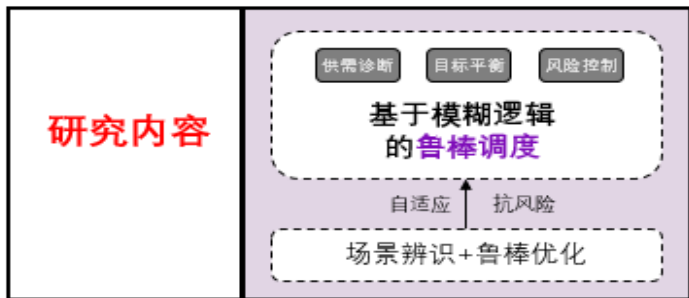 研究内容
供需诊断 目标平衡 风险控制
基于模糊逻辑
的鲁棒调度
自适应 抗风险
场景辨识+鲁棒优化